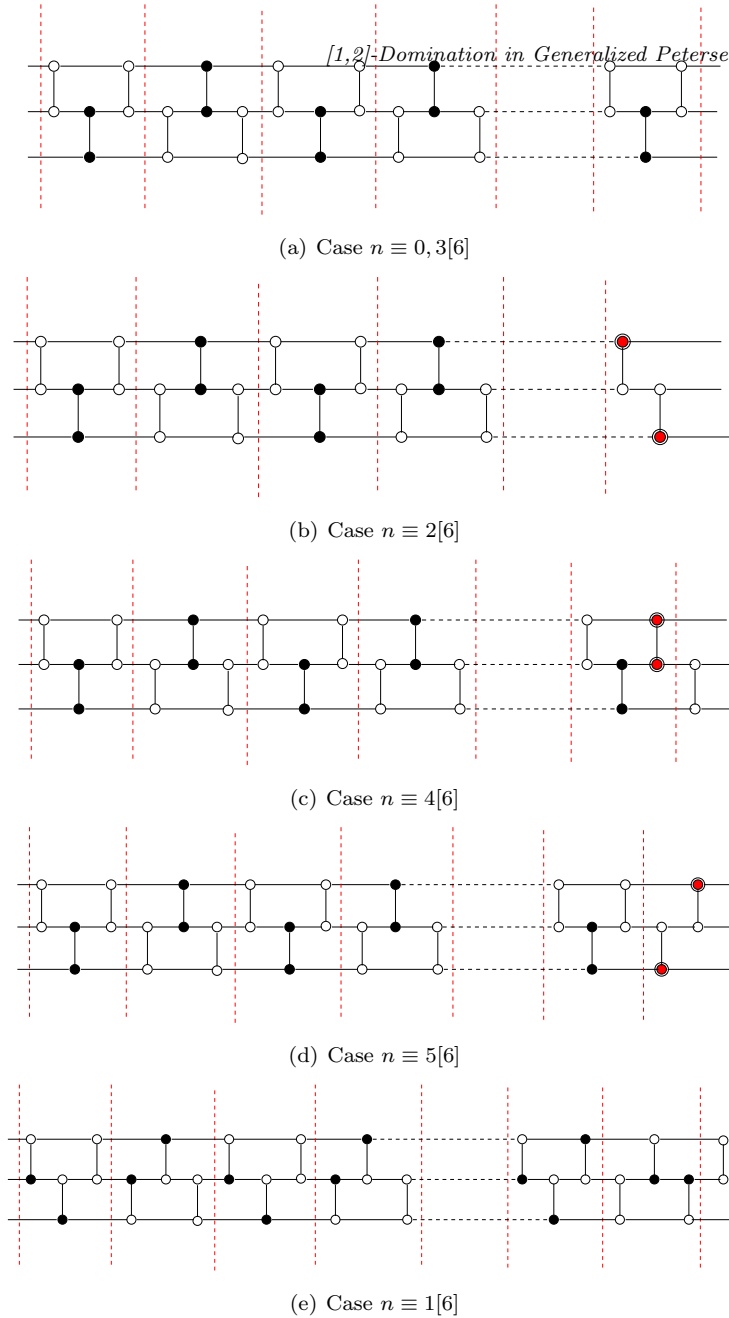 [1,2]-Domination in Generalized Peterse
(a) Case n ≡ 0, 3[6]
(b) Case n ≡ 2[6]
(c) Case n ≡ 4[6]
(d) Case n ≡ 5[6]
(e) Case n ≡ 1[6]